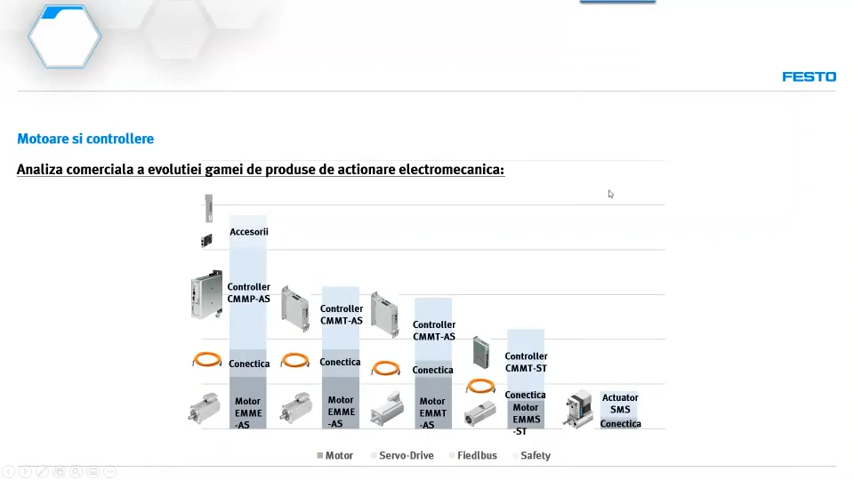 FESTO
Motoare si controllere
Analiza comerciala a evolutiei gamei de produse de actionare electromecanica:
Accesorii
Controller
CMMP-AS
Conectica
Motor
EMME
-AS
Controller
CMMT-AS
Conectica
Motor
EMME
-AS
Controller
CMMT-AS
Conectica
Motor
EMMT
-AS
Controller
CMMT-ST
Conectica
Motor
EMMS
-ST
Actuator
SMS
Conectica
Motor
Servo-Drive
Fiedlbus
Safety